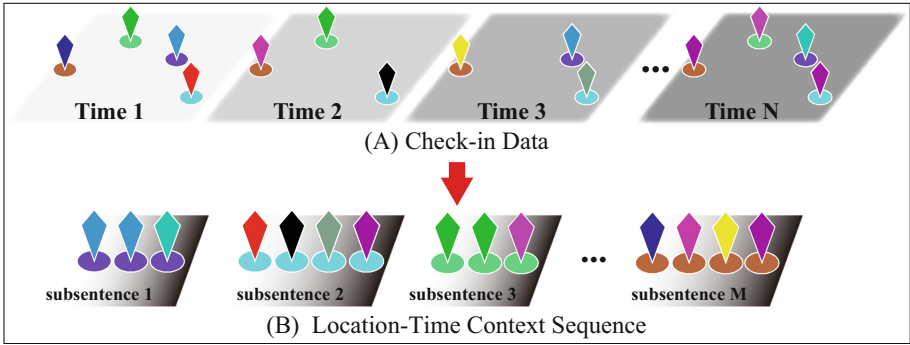 Time 1 Time 2 Time 3 ... Time N
(A) Check-in Data
subsentence 1 subsentence 2 subsentence 3 ... subsentence M
(B) Location-Time Context Sequence